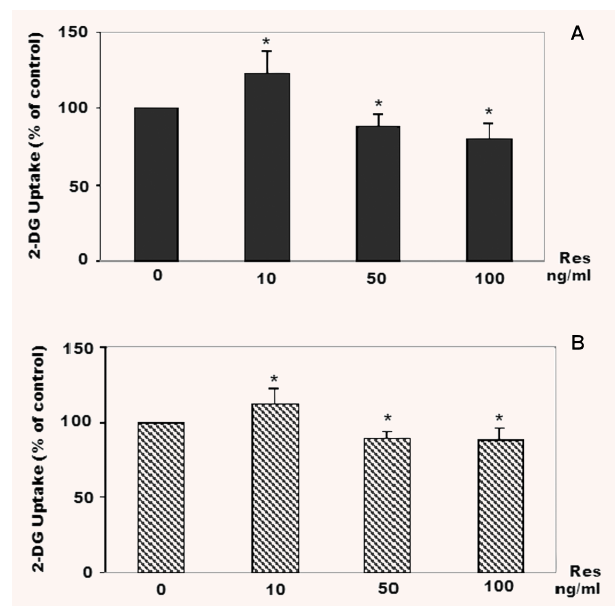 A
150
100
50
0
2-DG Uptake (% of control)
*
*
*
0 10 50 100
Res
ng/ml
B
150
100
50
0
2-DG Uptake (% of control)
*
*
*
0 10 50 100
Res
ng/ml